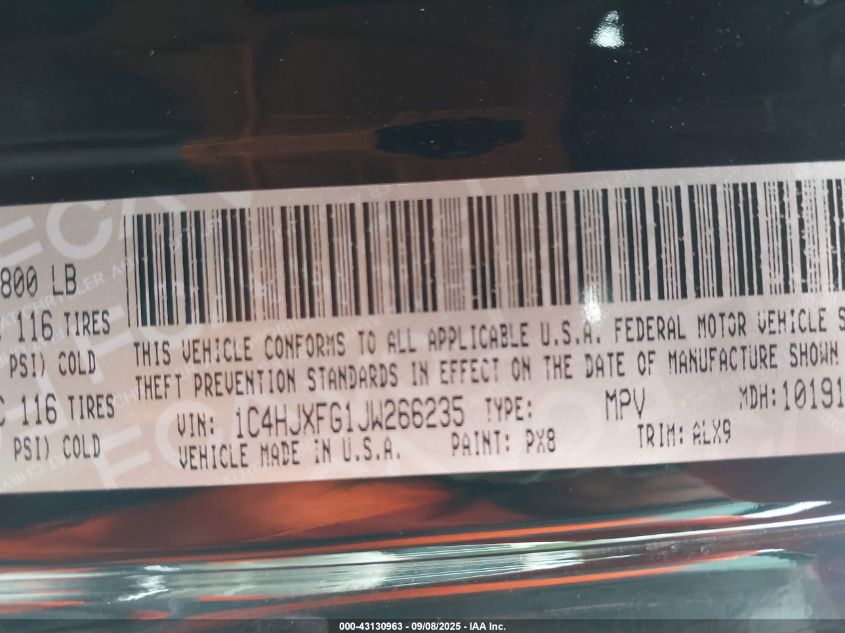 800 LB
116 TIRES
PSI) COLD
C 116 TIRES
PSI) COLD
THIS VEHICLE CONFORMS TO ALL APPLICABLE U.S.A. FEDERAL MOTOR VEHICLE S
THEFT PREVENTION STANDARDS IN EFFECT ON THE DATE OF MANUFACTURE SHOWN
VIN: 1C4HJXFG1JW266235 TYPE: MPV MDH: 10191
VEHICLE MADE IN U.S.A. PAINT: PX8 TRIM: ALX9
000-43130963 - 09/08/2025 - IAA Inc.